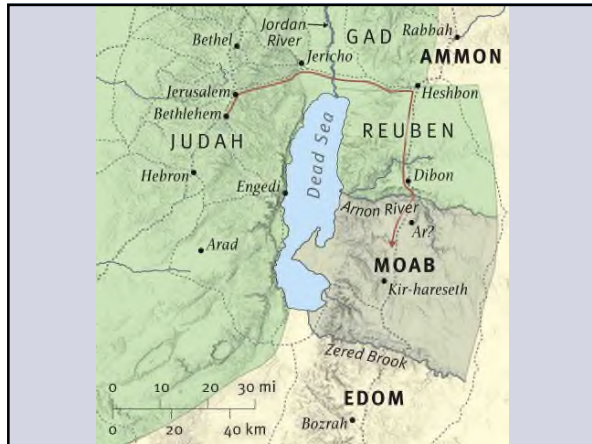 Jordan
River
Bethel
GAD
Rabbah
AMMON
Jericho
Jerusalem
Heshbon
Bethlehem
REUBEN
JUDAH
Dead Sea
Hebron
Engedi
Dibon
Arnon River
Ar?
Arad
MOAB
Kir-hareseth
Zered Brook
0 10 20 30 mi
0 20 40 km
EDOM
Bozrah